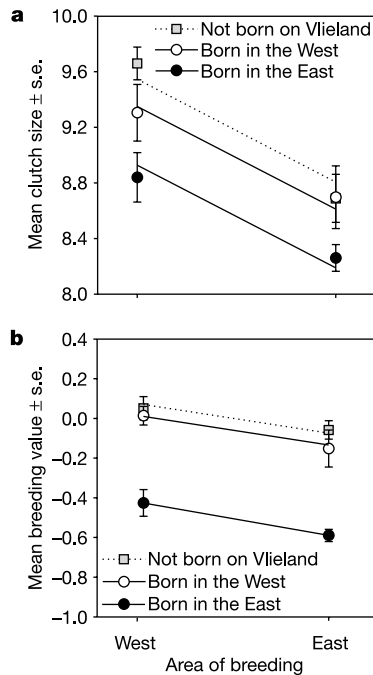 a
Not born on Vlieland
Born in the West
Born in the East
Mean clutch size ± s.e.
10.0
9.6
9.2
8.8
8.4
8.0
b
Mean breeding value ± s.e.
0.4
0.2
0.0
–0.2
–0.4
–0.6
–0.8
–1.0
Not born on Vlieland
Born in the West
Born in the East
West East
Area of breeding